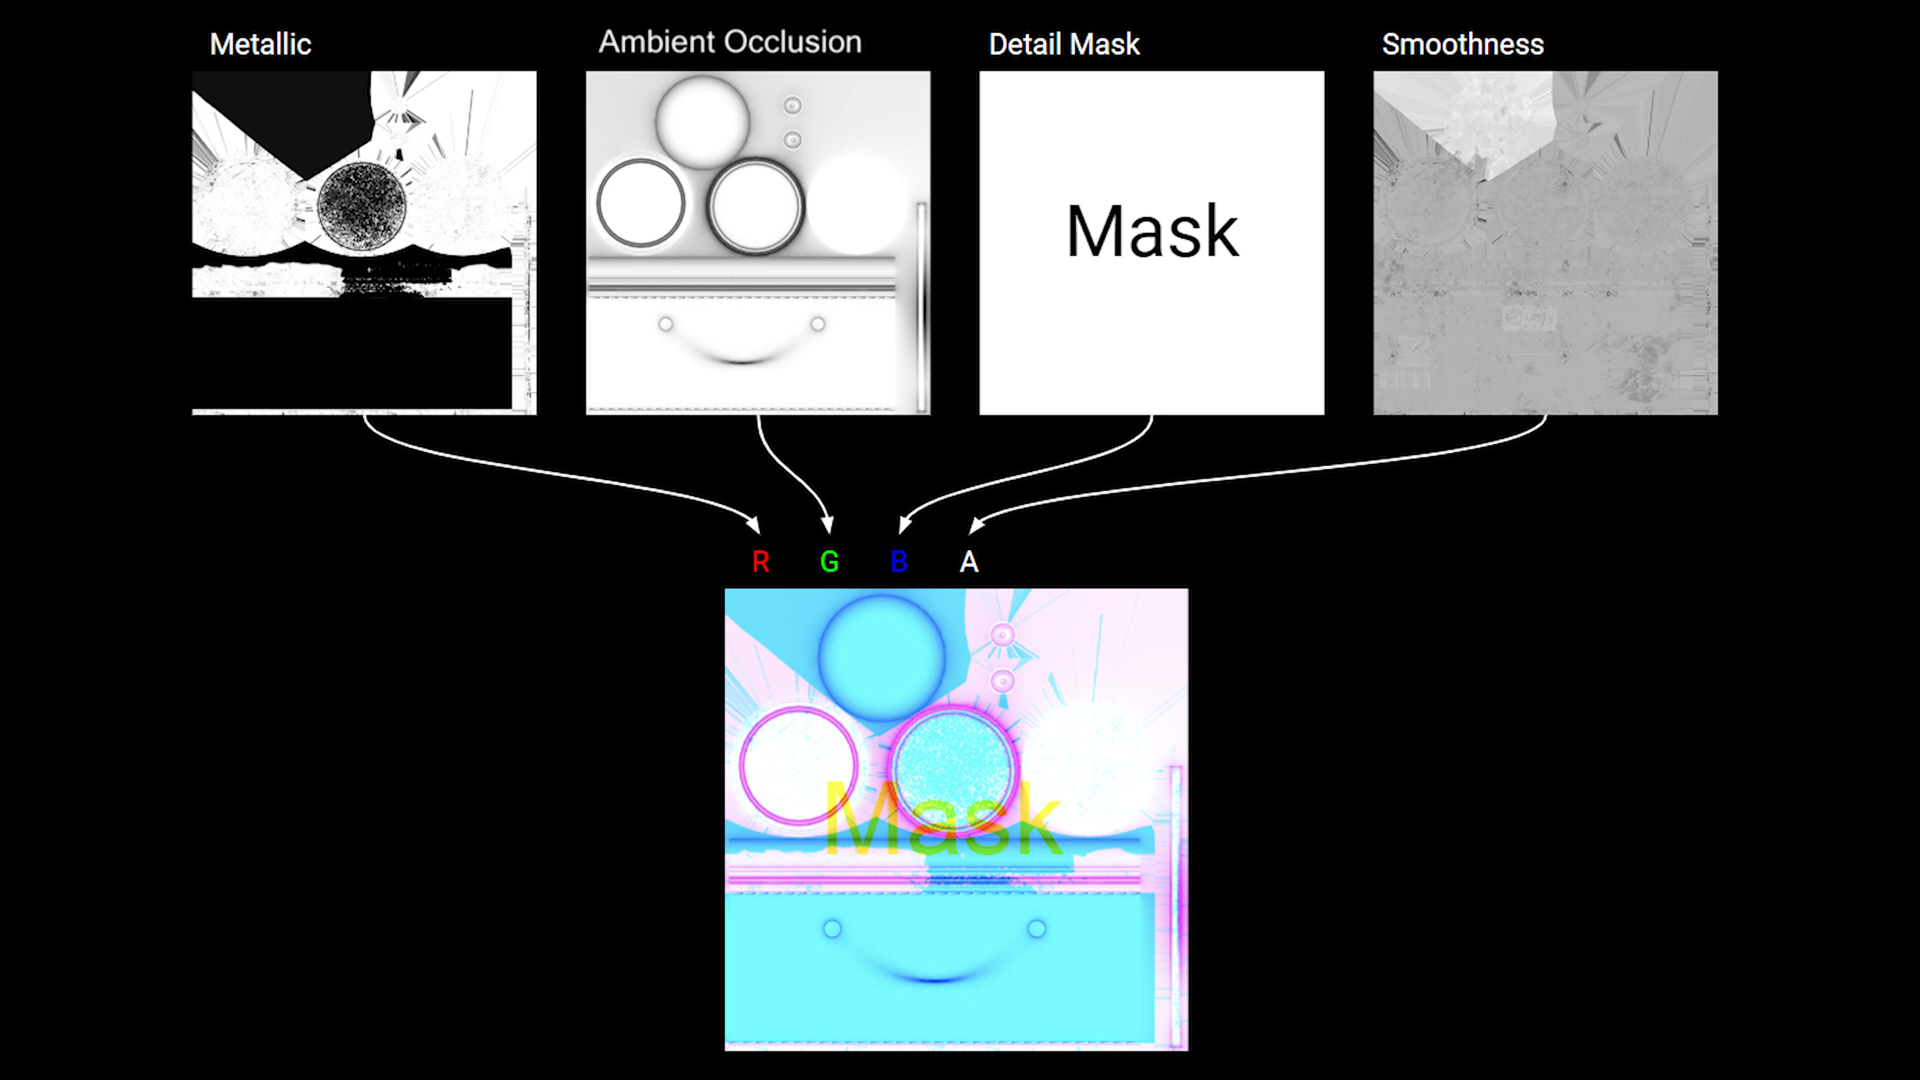 Metallic
Ambient Occlusion
Detail Mask
Smoothness
Mask
R G B A
Mask